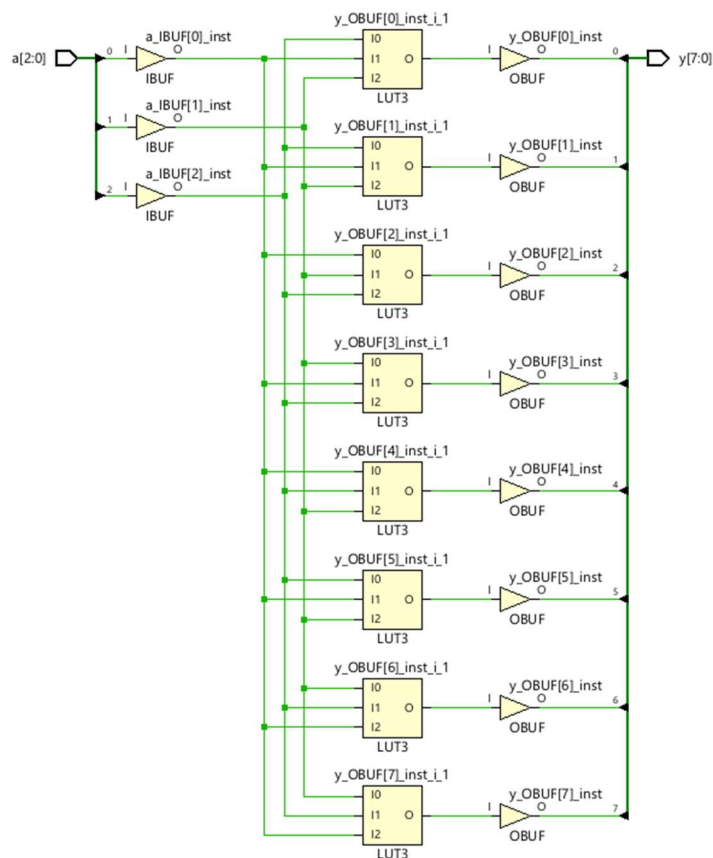 a[2:0]
0
I
a_IBUF[0]_inst
O
IBUF
1
I
a_IBUF[1]_inst
O
IBUF
2
I
a_IBUF[2]_inst
O
IBUF
y_OBUF[0]_inst_i_1
I0
I1
I2
O
LUT3
y_OBUF[0]_inst
I
O
OBUF
0
y[7:0]
y_OBUF[1]_inst_i_1
I0
I1
I2
O
LUT3
y_OBUF[1]_inst
I
O
OBUF
1
y_OBUF[2]_inst_i_1
I0
I1
I2
O
LUT3
y_OBUF[2]_inst
I
O
OBUF
2
y_OBUF[3]_inst_i_1
I0
I1
I2
O
LUT3
y_OBUF[3]_inst
I
O
OBUF
3
y_OBUF[4]_inst_i_1
I0
I1
I2
O
LUT3
y_OBUF[4]_inst
I
O
OBUF
4
y_OBUF[5]_inst_i_1
I0
I1
I2
O
LUT3
y_OBUF[5]_inst
I
O
OBUF
5
y_OBUF[6]_inst_i_1
I0
I1
I2
O
LUT3
y_OBUF[6]_inst
I
O
OBUF
6
y_OBUF[7]_inst_i_1
I0
I1
I2
O
LUT3
y_OBUF[7]_inst
I
O
OBUF
7